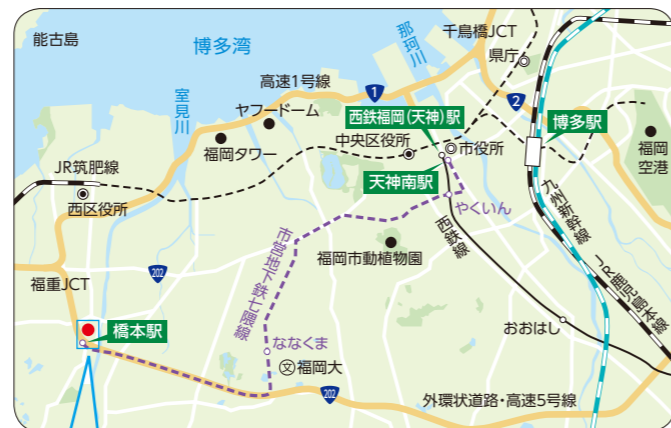 能古島
博多湾
那珂川
千鳥橋JCT
県庁
室見川
高速1号線
1
2
ヤフードーム
西鉄福岡(天神)駅
博多駅
福岡タワー
中央区役所
市役所
福岡
空港
JR筑肥線
天神南駅
西区役所
やくいん
九州新幹線
市営地下鉄七隈線
西鉄線
福岡市動植物園
JR鹿児島本線
202
福重JCT
橋本駅
おおはし
ななくま
文
福岡大
202
外環状道路・高速5号線